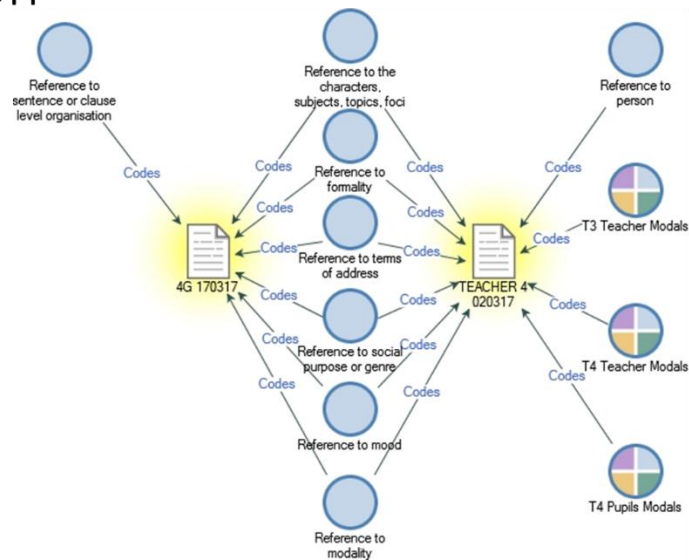 Reference to
sentence or clause
level organisation
Reference to the
characters,
subjects, topics, foci
Reference to
person
Codes
Codes
Codes
Codes
Reference to
formality
Codes
Codes
T3 Teacher Modals
Codes
Reference to terms
of address
Codes
Codes
4G 170317
TEACHER 4
020317
Codes
Codes
Codes
Reference to social
purpose or genre
Codes
Codes
T4 Teacher Modals
Codes
Codes
Codes
Reference to mood
T4 Pupils Modals
Reference to
modality